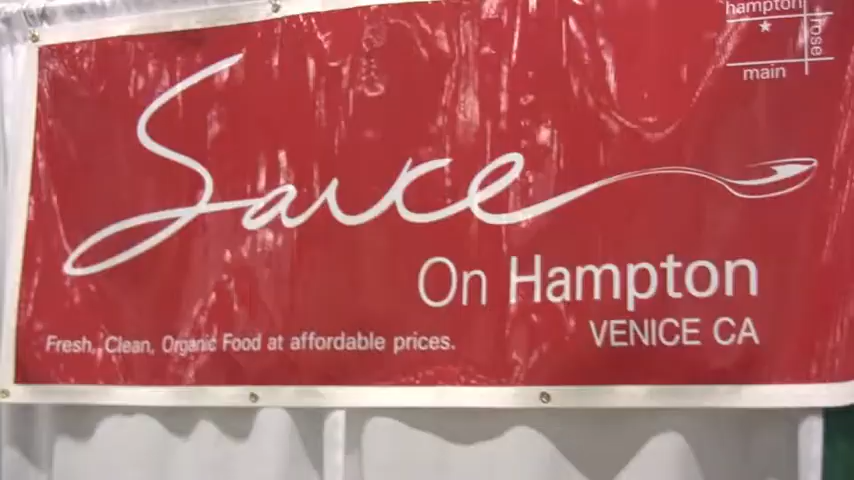 hampton
rose
main
Sauce
On Hampton
VENICE CA
Fresh, Clean, Organic Food at affordable prices.